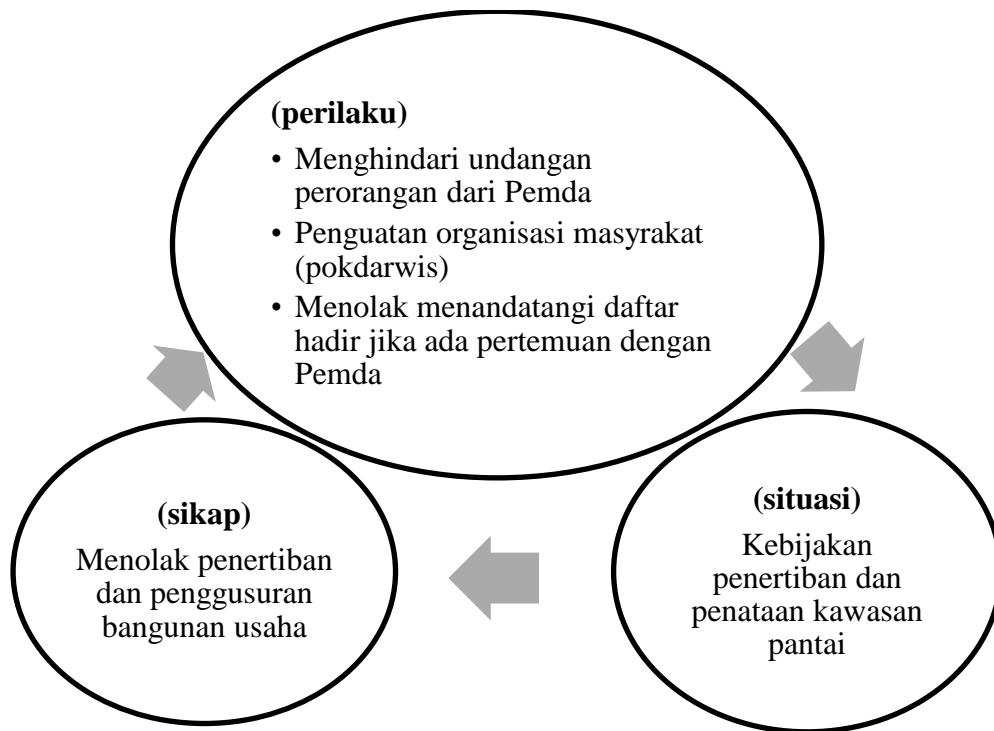 (perilaku)
• Menghindari undangan
perorangan dari Pemda
• Penguatan organisasi masyrakat
(pokdarwis)
• Menolak menandatangi daftar
hadir jika ada pertemuan dengan
Pemda
(sikap)
Menolak penertiban
dan penggusuran
bangunan usaha
(situasi)
Kebijakan
penertiban dan
penataan kawasan
pantai